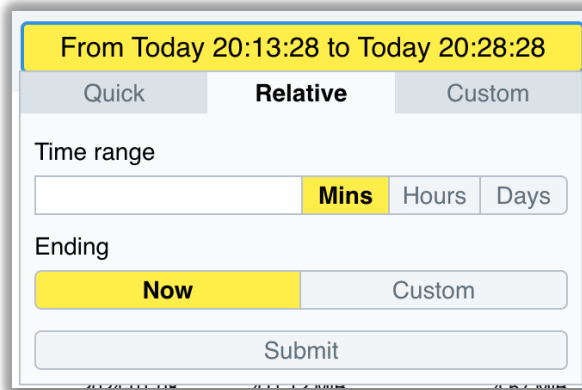 From Today 20:13:28 to Today 20:28:28
Quick Relative Custom
Time range
Mins Hours Days
Ending
Now Custom
Submit